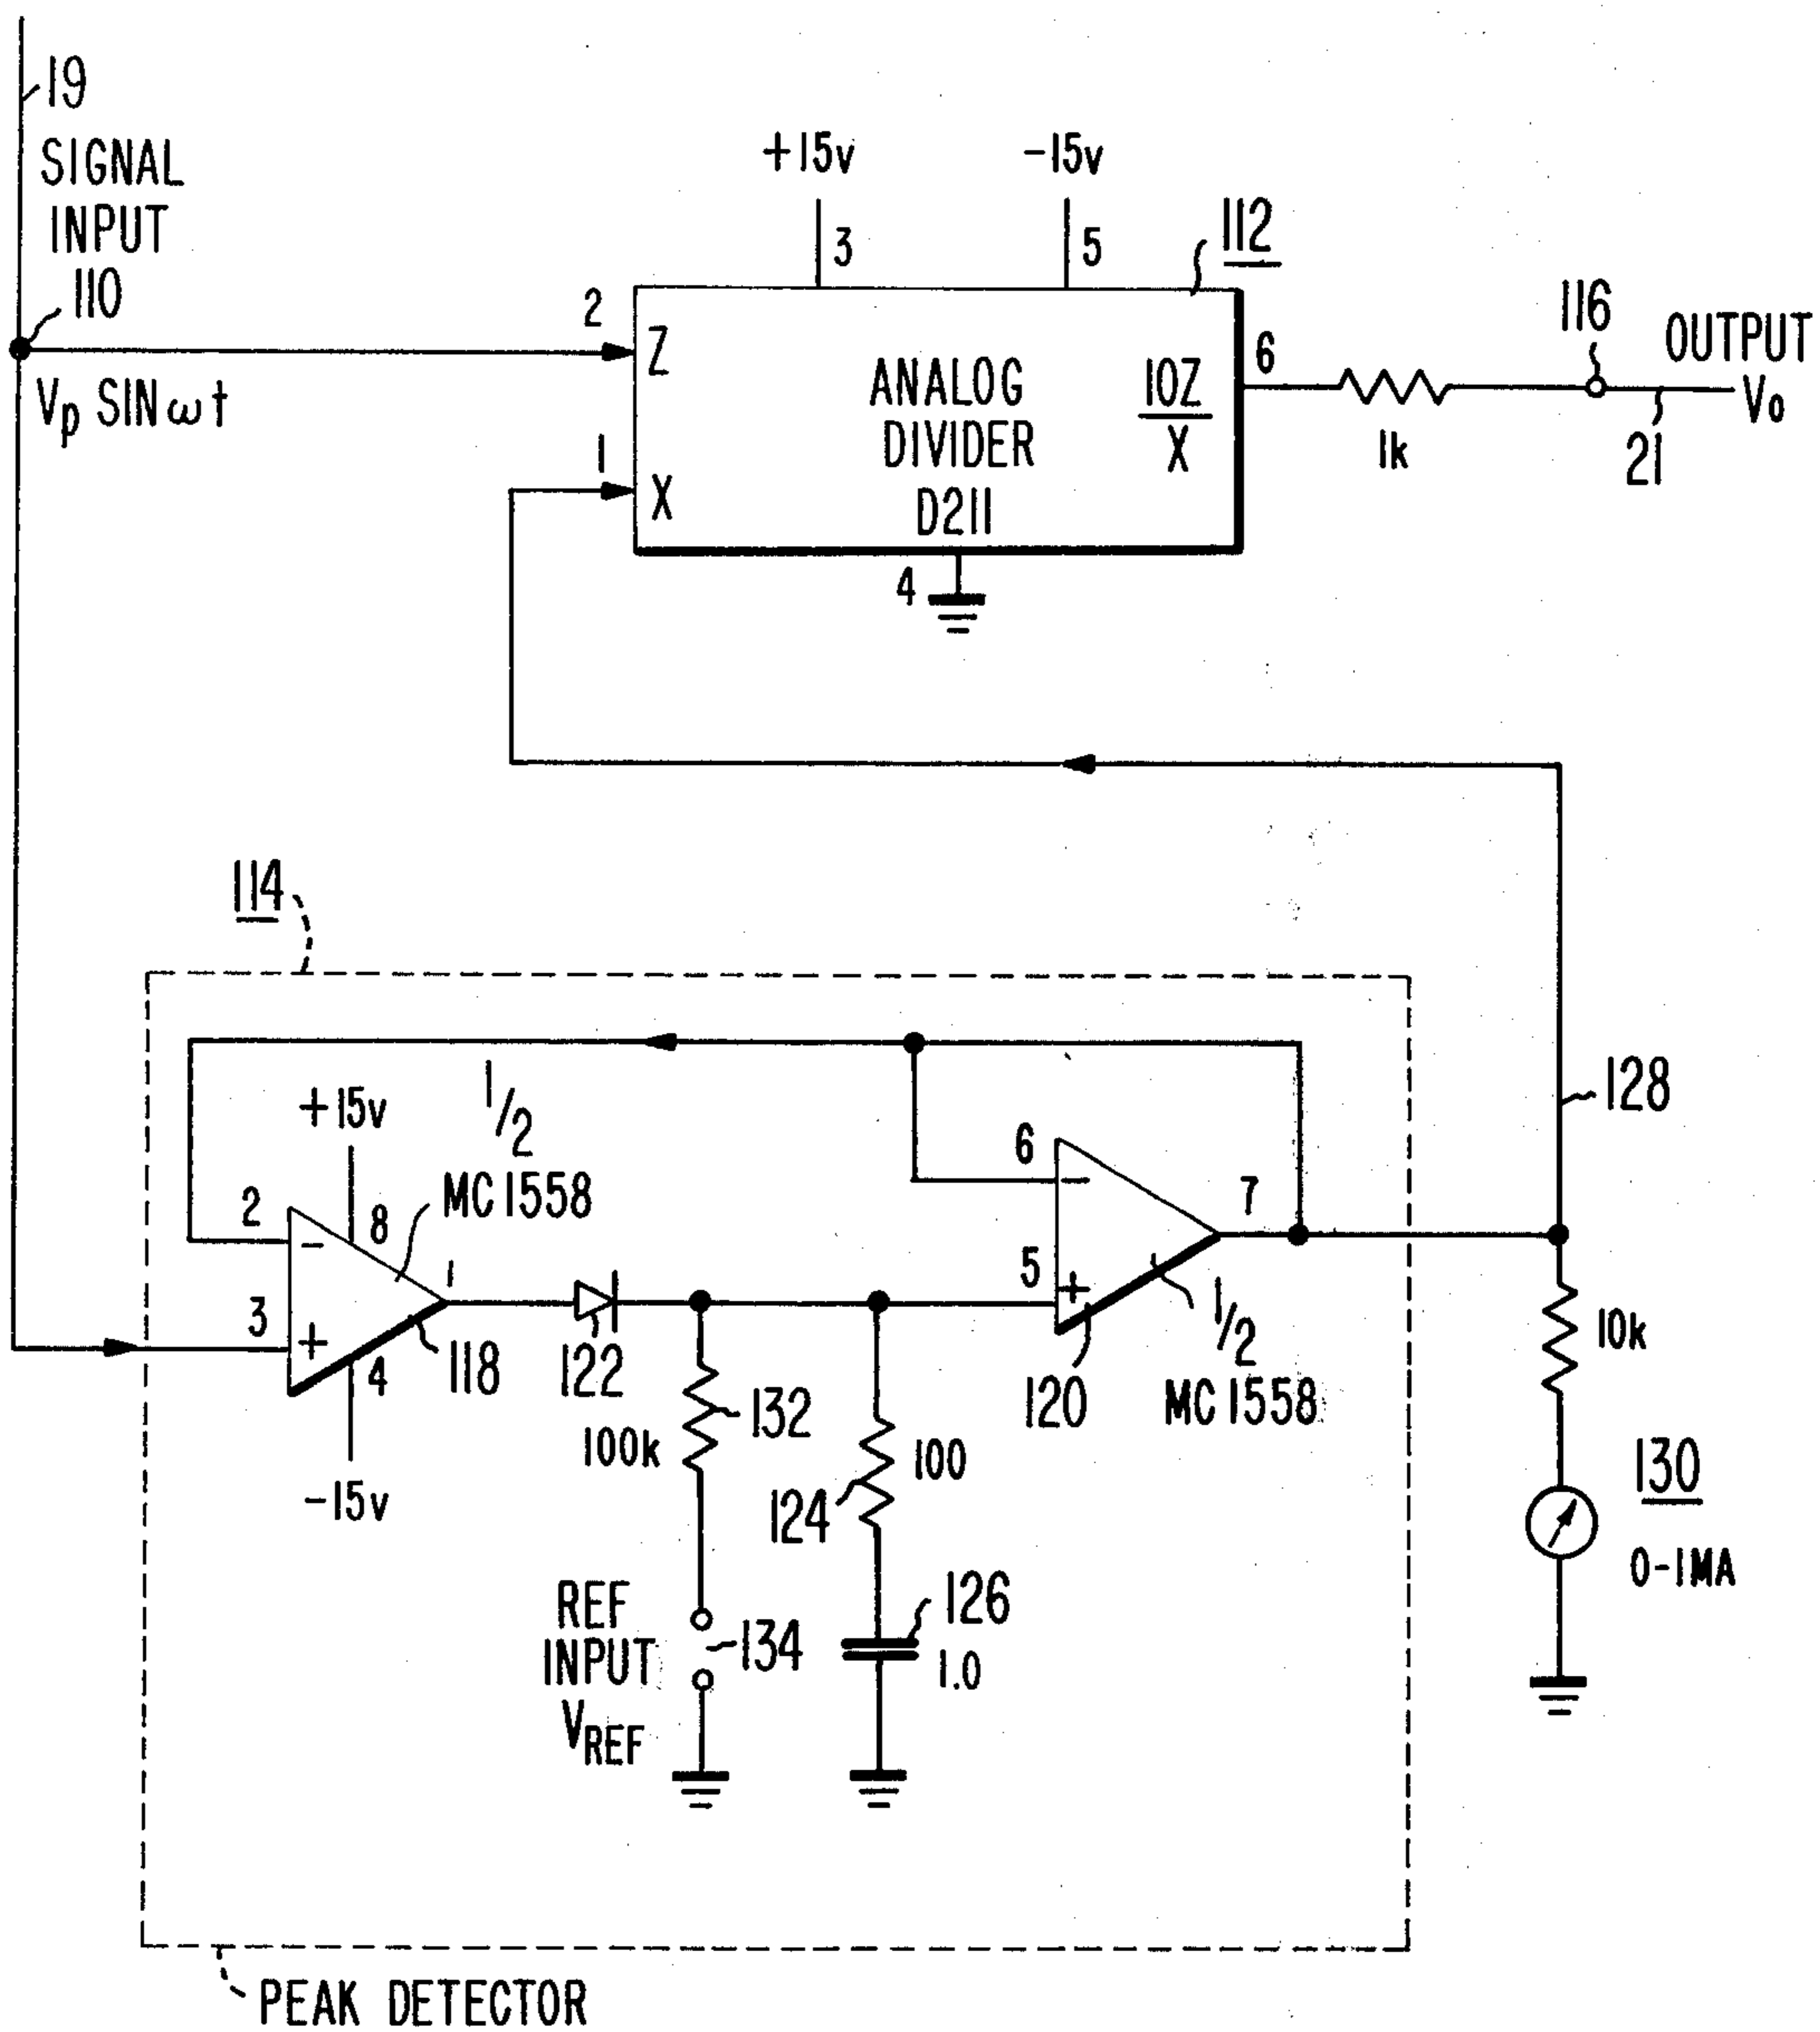 19
SIGNAL
INPUT
110
V_p SIN ωt
+15v
-15v
3
5
112
2
Z
1
X
ANALOG
DIVIDER
D211
10Z
X
6
4
1k
116
OUTPUT
V_o
21
114
128
+15v
1/2
MC1558
2
8
-
1
3
+
4
118
-15v
122
132
100k
100
124
REF
INPUT
V_REF
134
126
1.0
6
-
7
5
+
120
1/2
MC1558
10k
130
0-1MA
PEAK DETECTOR